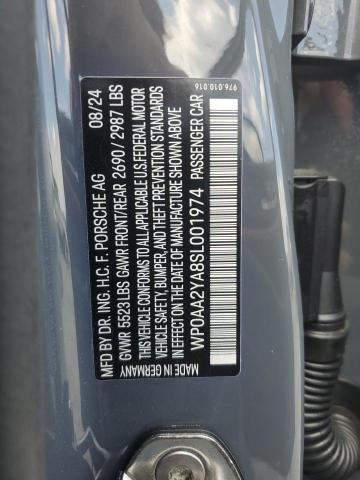 976.010.016
MFD BY DR. ING. H.C. F. PORSCHE AG 08/24
GVWR 5523 LBS GAWR FRONT/REAR 2690 / 2987 LBS
THIS VEHICLE CONFORMS TO ALL APPLICABLE U.S. FEDERAL MOTOR
VEHICLE SAFETY, BUMPER, AND THEFT PREVENTION STANDARDS
IN EFFECT ON THE DATE OF MANUFACTURE SHOWN ABOVE
MADE IN GERMANY
WP0AA2YA8SL001974 PASSENGER CAR